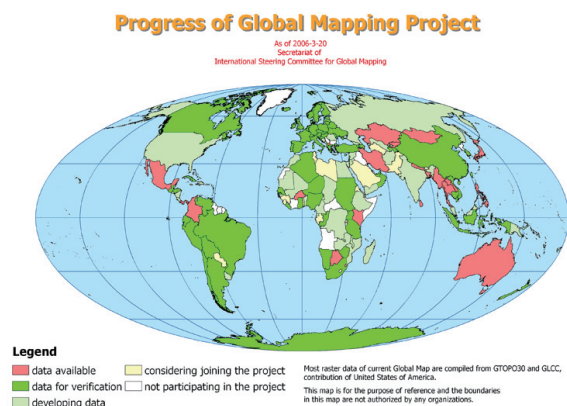 Progress of Global Mapping Project
As of 2006-3-20
Secretariat of
International Steering Committee for Global Mapping
Legend
data available
considering joining the project
data for verification
not participating in the project
developing data
Most raster data of current Global Map are compiled from GTOPO30 and GLCC,
contribution of United States of America.
This map is for the purpose of reference and the boundaries
in this map are not authorized by any organizations.